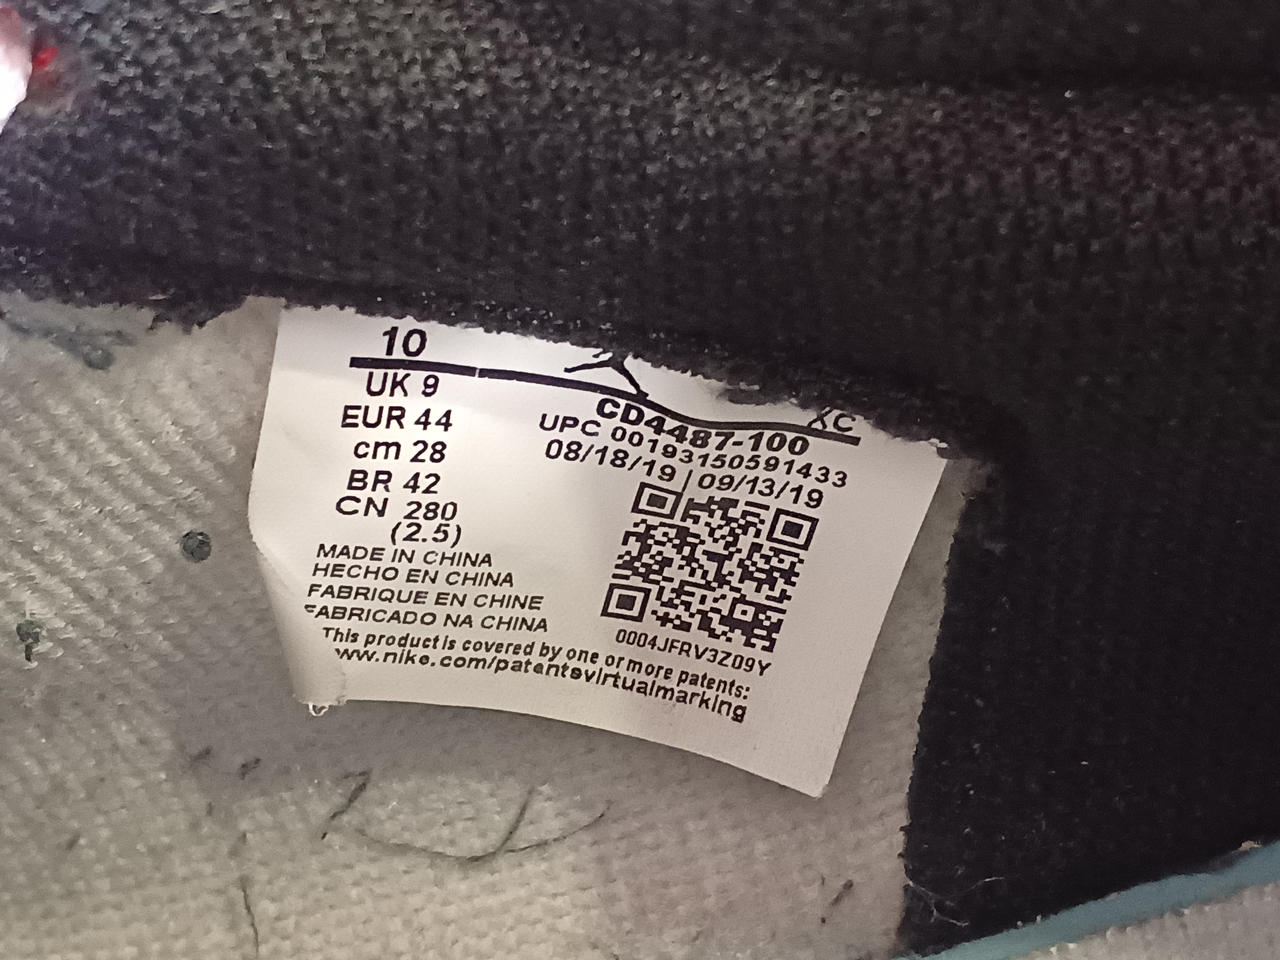 10
UK 9
EUR 44
cm 28
BR 42
CN 280
(2.5)
MADE IN CHINA
HECHO EN CHINA
FABRIQUE EN CHINE
FABRICADO NA CHINA
This product is covered by one or more patents:
www.nike.com/patentsvirtualmarking
XC
CD4487-100
UPC 00193150591433
08/18/19 | 09/13/19
0004JFRV3Z09Y